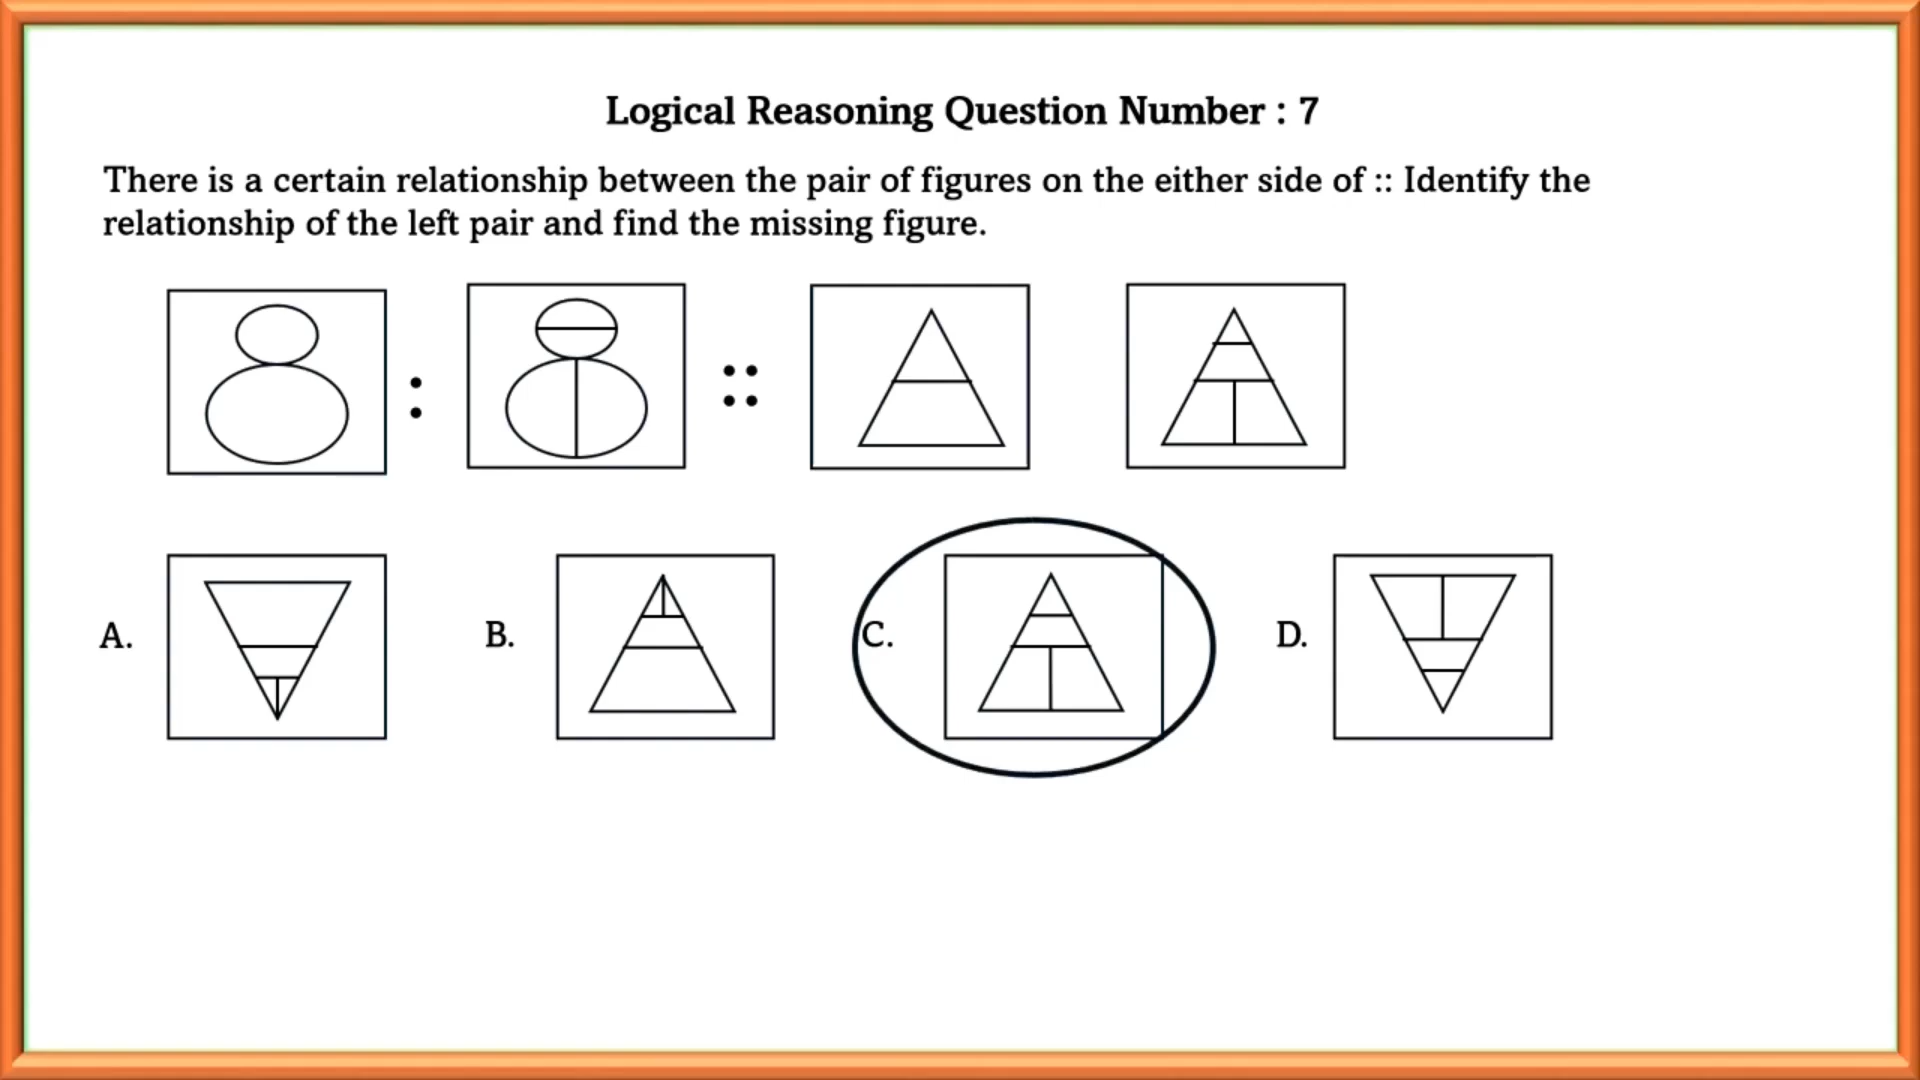 Logical Reasoning Question Number : 7
There is a certain relationship between the pair of figures on the either side of :: Identify the
relationship of the left pair and find the missing figure.
: ::
A. B. C. D.